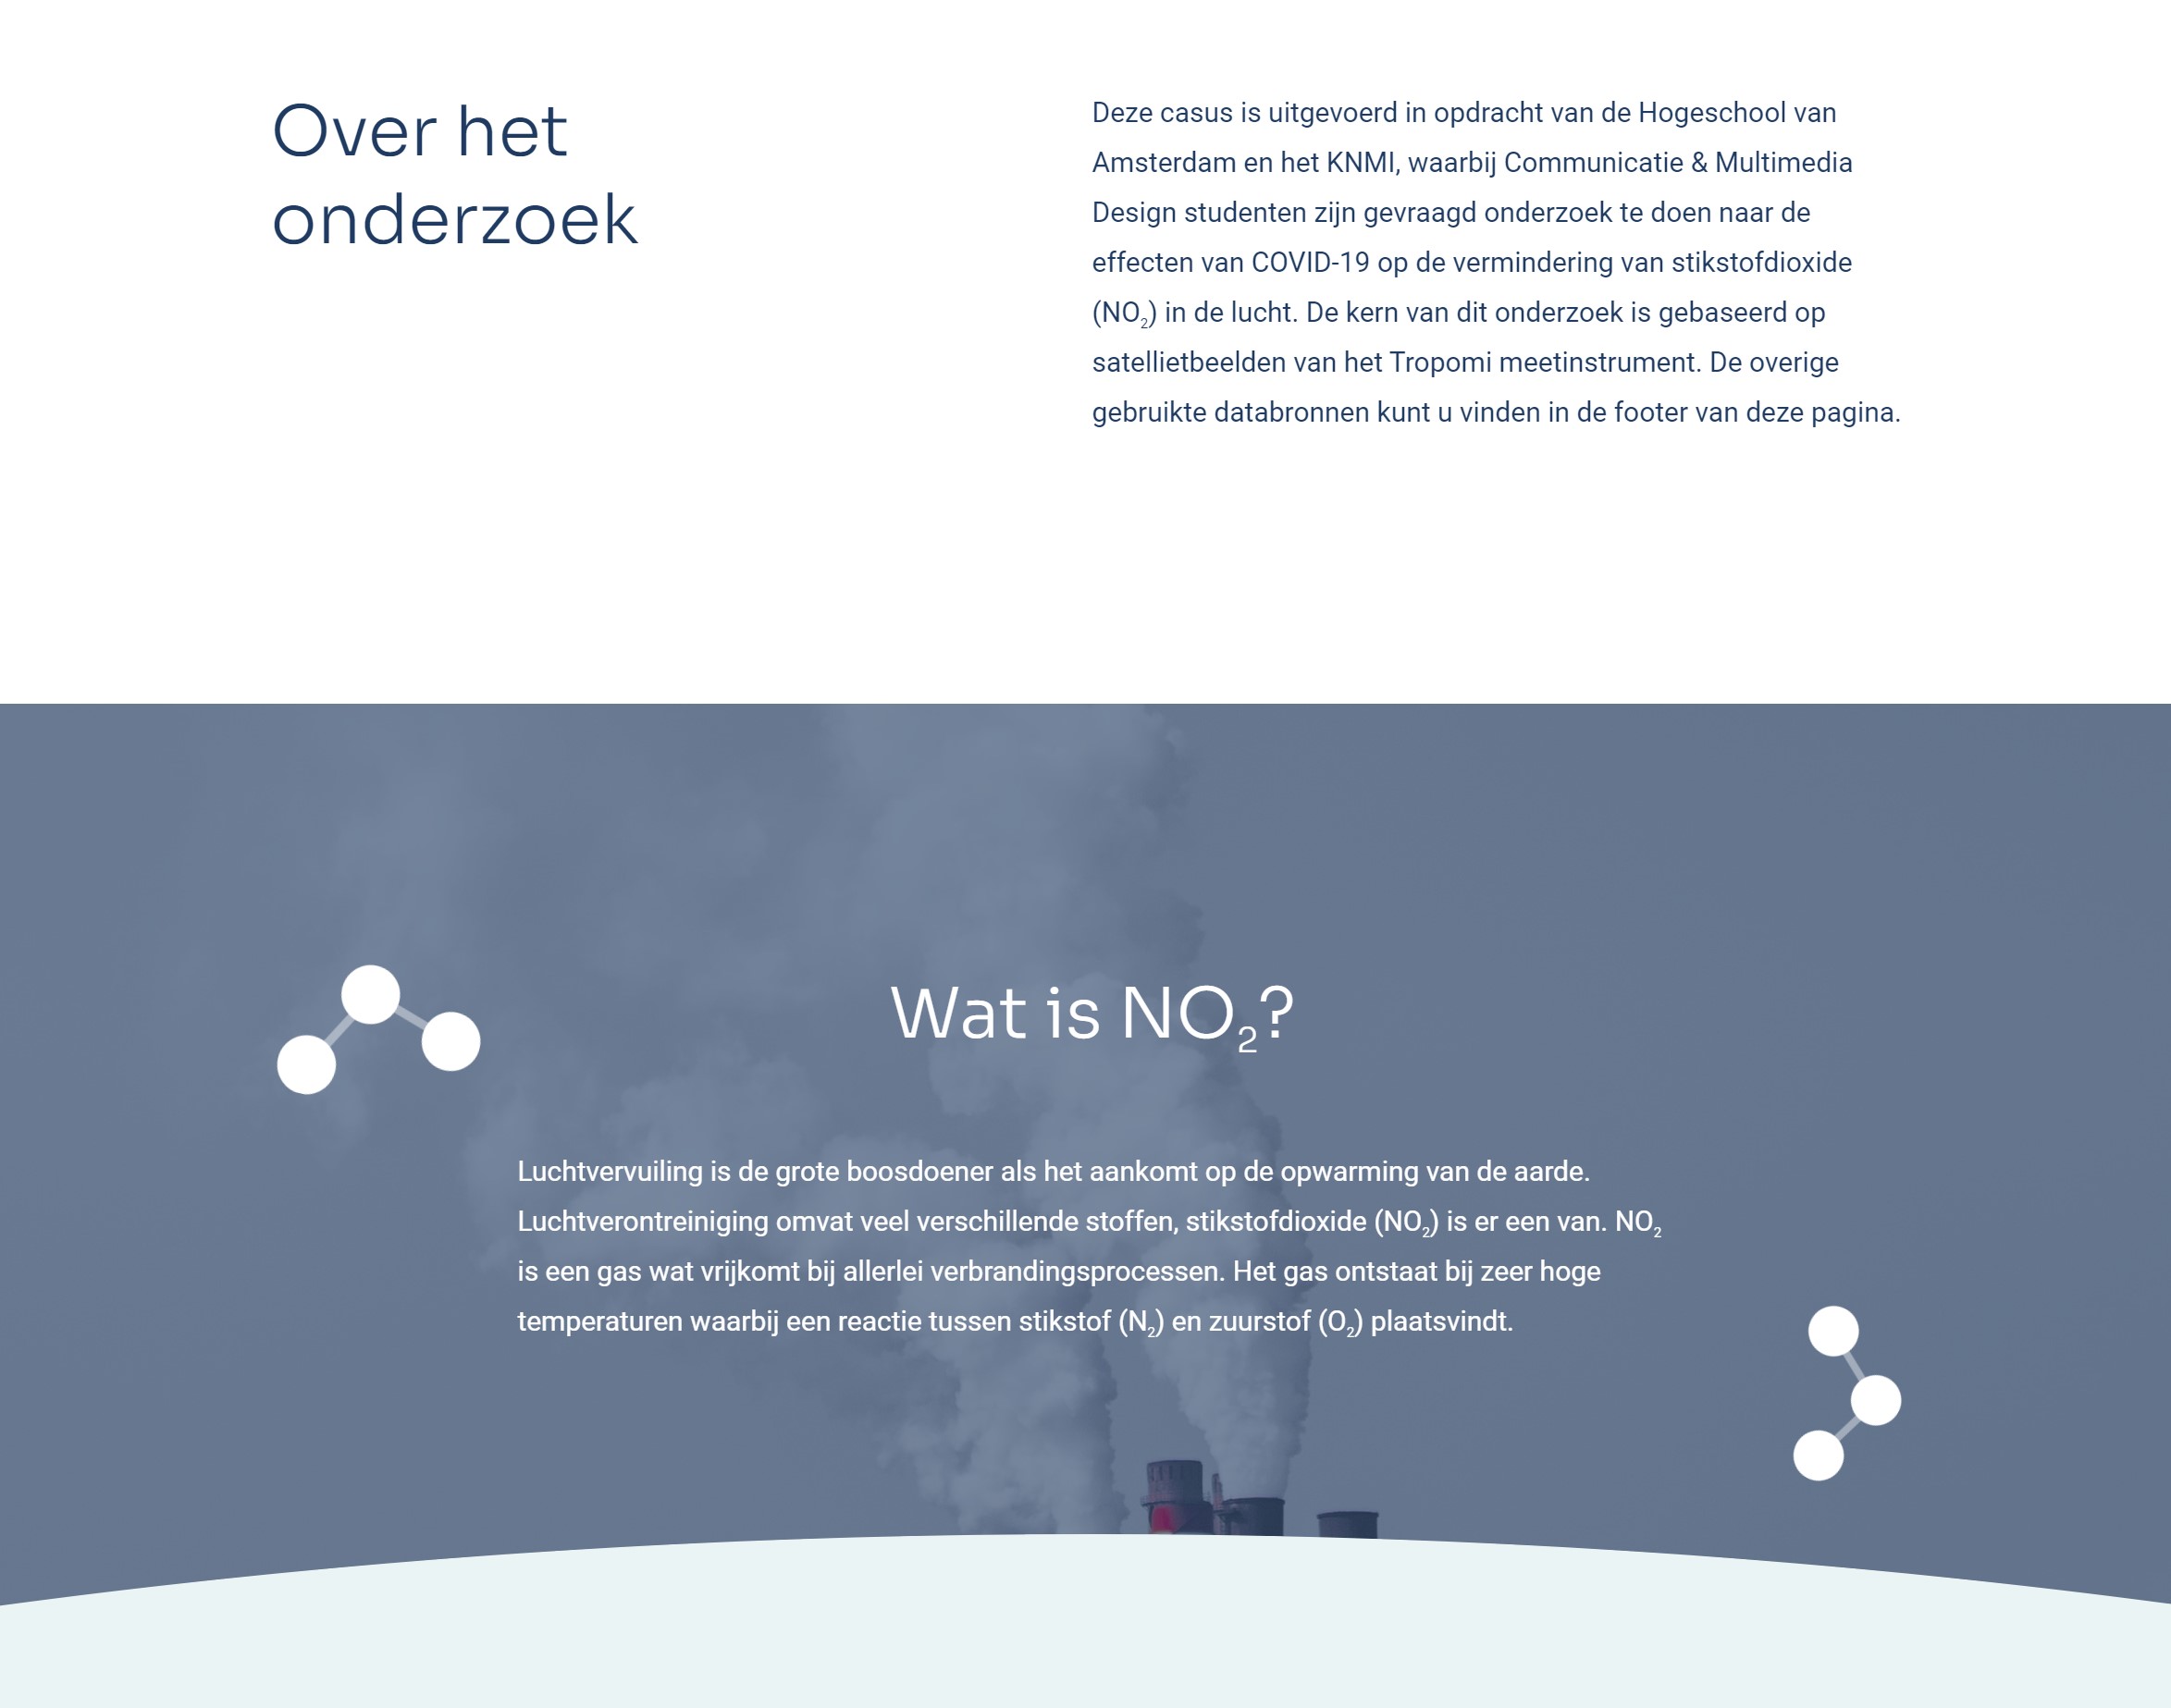 Over het
onderzoek
Deze casus is uitgevoerd in opdracht van de Hogeschool van
Amsterdam en het KNMI, waarbij Communicatie & Multimedia
Design studenten zijn gevraagd onderzoek te doen naar de
effecten van COVID-19 op de vermindering van stikstofdioxide
(NO₂) in de lucht. De kern van dit onderzoek is gebaseerd op
satellietbeelden van het Tropomi meetinstrument. De overige
gebruikte databronnen kunt u vinden in de footer van deze pagina.
Wat is NO₂?
Luchtvervuiling is de grote boosdoener als het aankomt op de opwarming van de aarde.
Luchtverontreiniging omvat veel verschillende stoffen, stikstofdioxide (NO₂) is er een van. NO₂
is een gas wat vrijkomt bij allerlei verbrandingsprocessen. Het gas ontstaat bij zeer hoge
temperaturen waarbij een reactie tussen stikstof (N₂) en zuurstof (O₂) plaatsvindt.